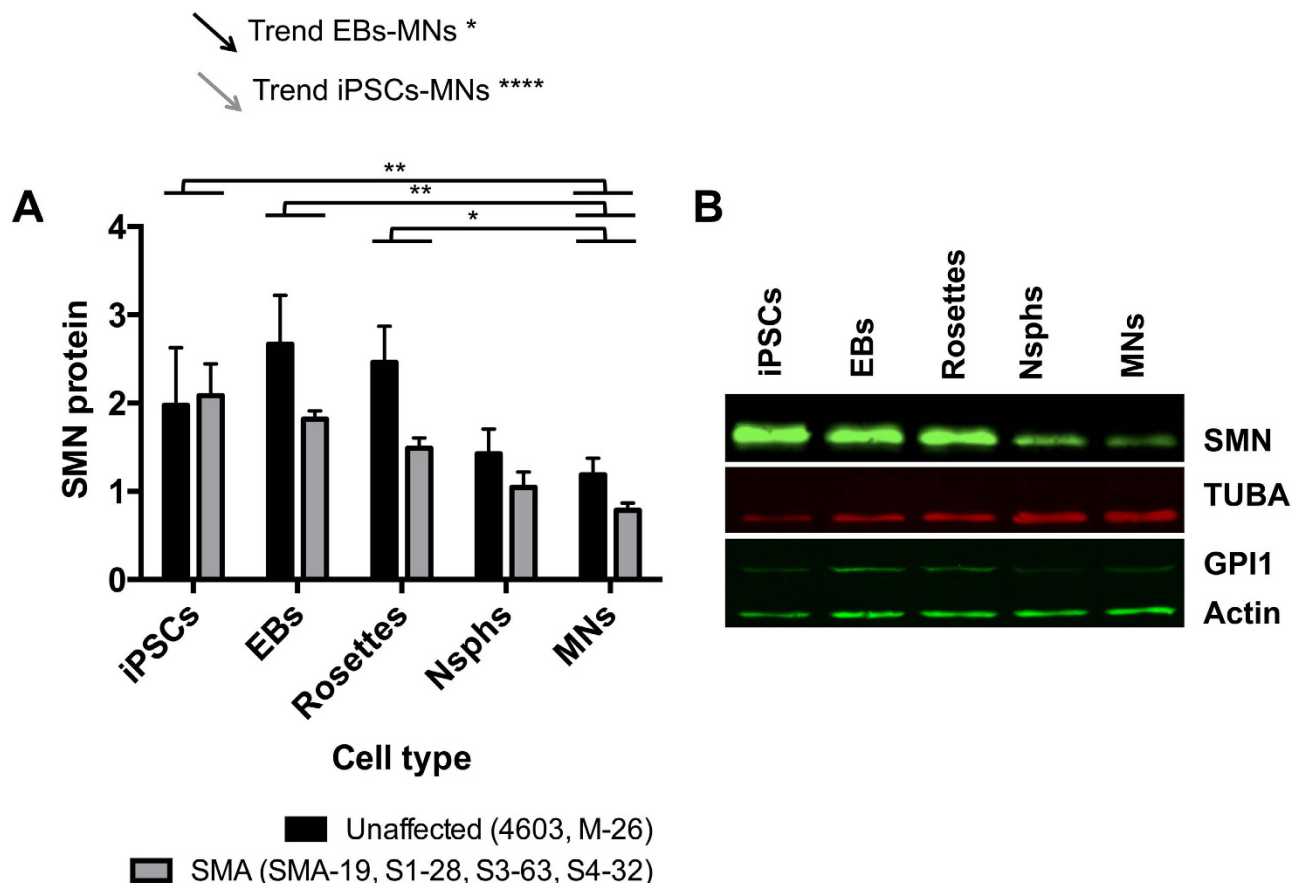 Trend EBs-MNs *
Trend iPSCs-MNs ****
**
**
*
A
B
4
3
2
1
0
SMN protein
iPSCs
EBs
Rosettes
Nsphs
MNs
Cell type
Unaffected (4603, M-26)
SMA (SMA-19, S1-28, S3-63, S4-32)
iPSCs
EBs
Rosettes
Nsphs
MNs
SMN
TUBA
GPI1
Actin